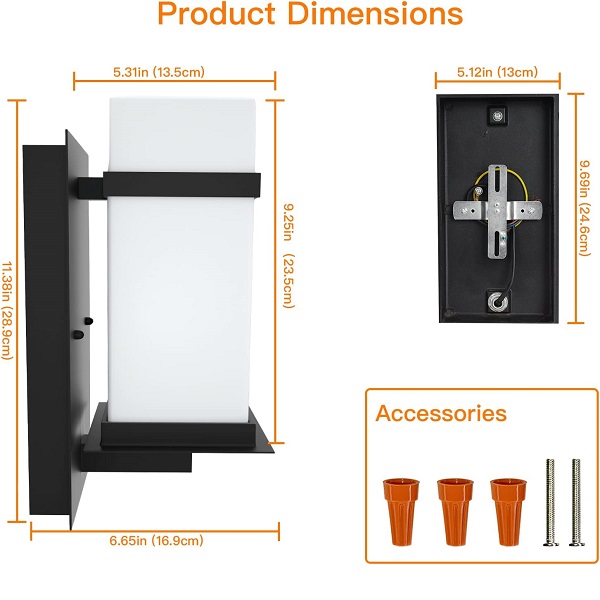 Product Dimensions
5.31in (13.5cm)
5.12in (13cm)
11.38in (28.9cm)
9.25in (23.5cm)
9.69in (24.6cm)
6.65in (16.9cm)
Accessories